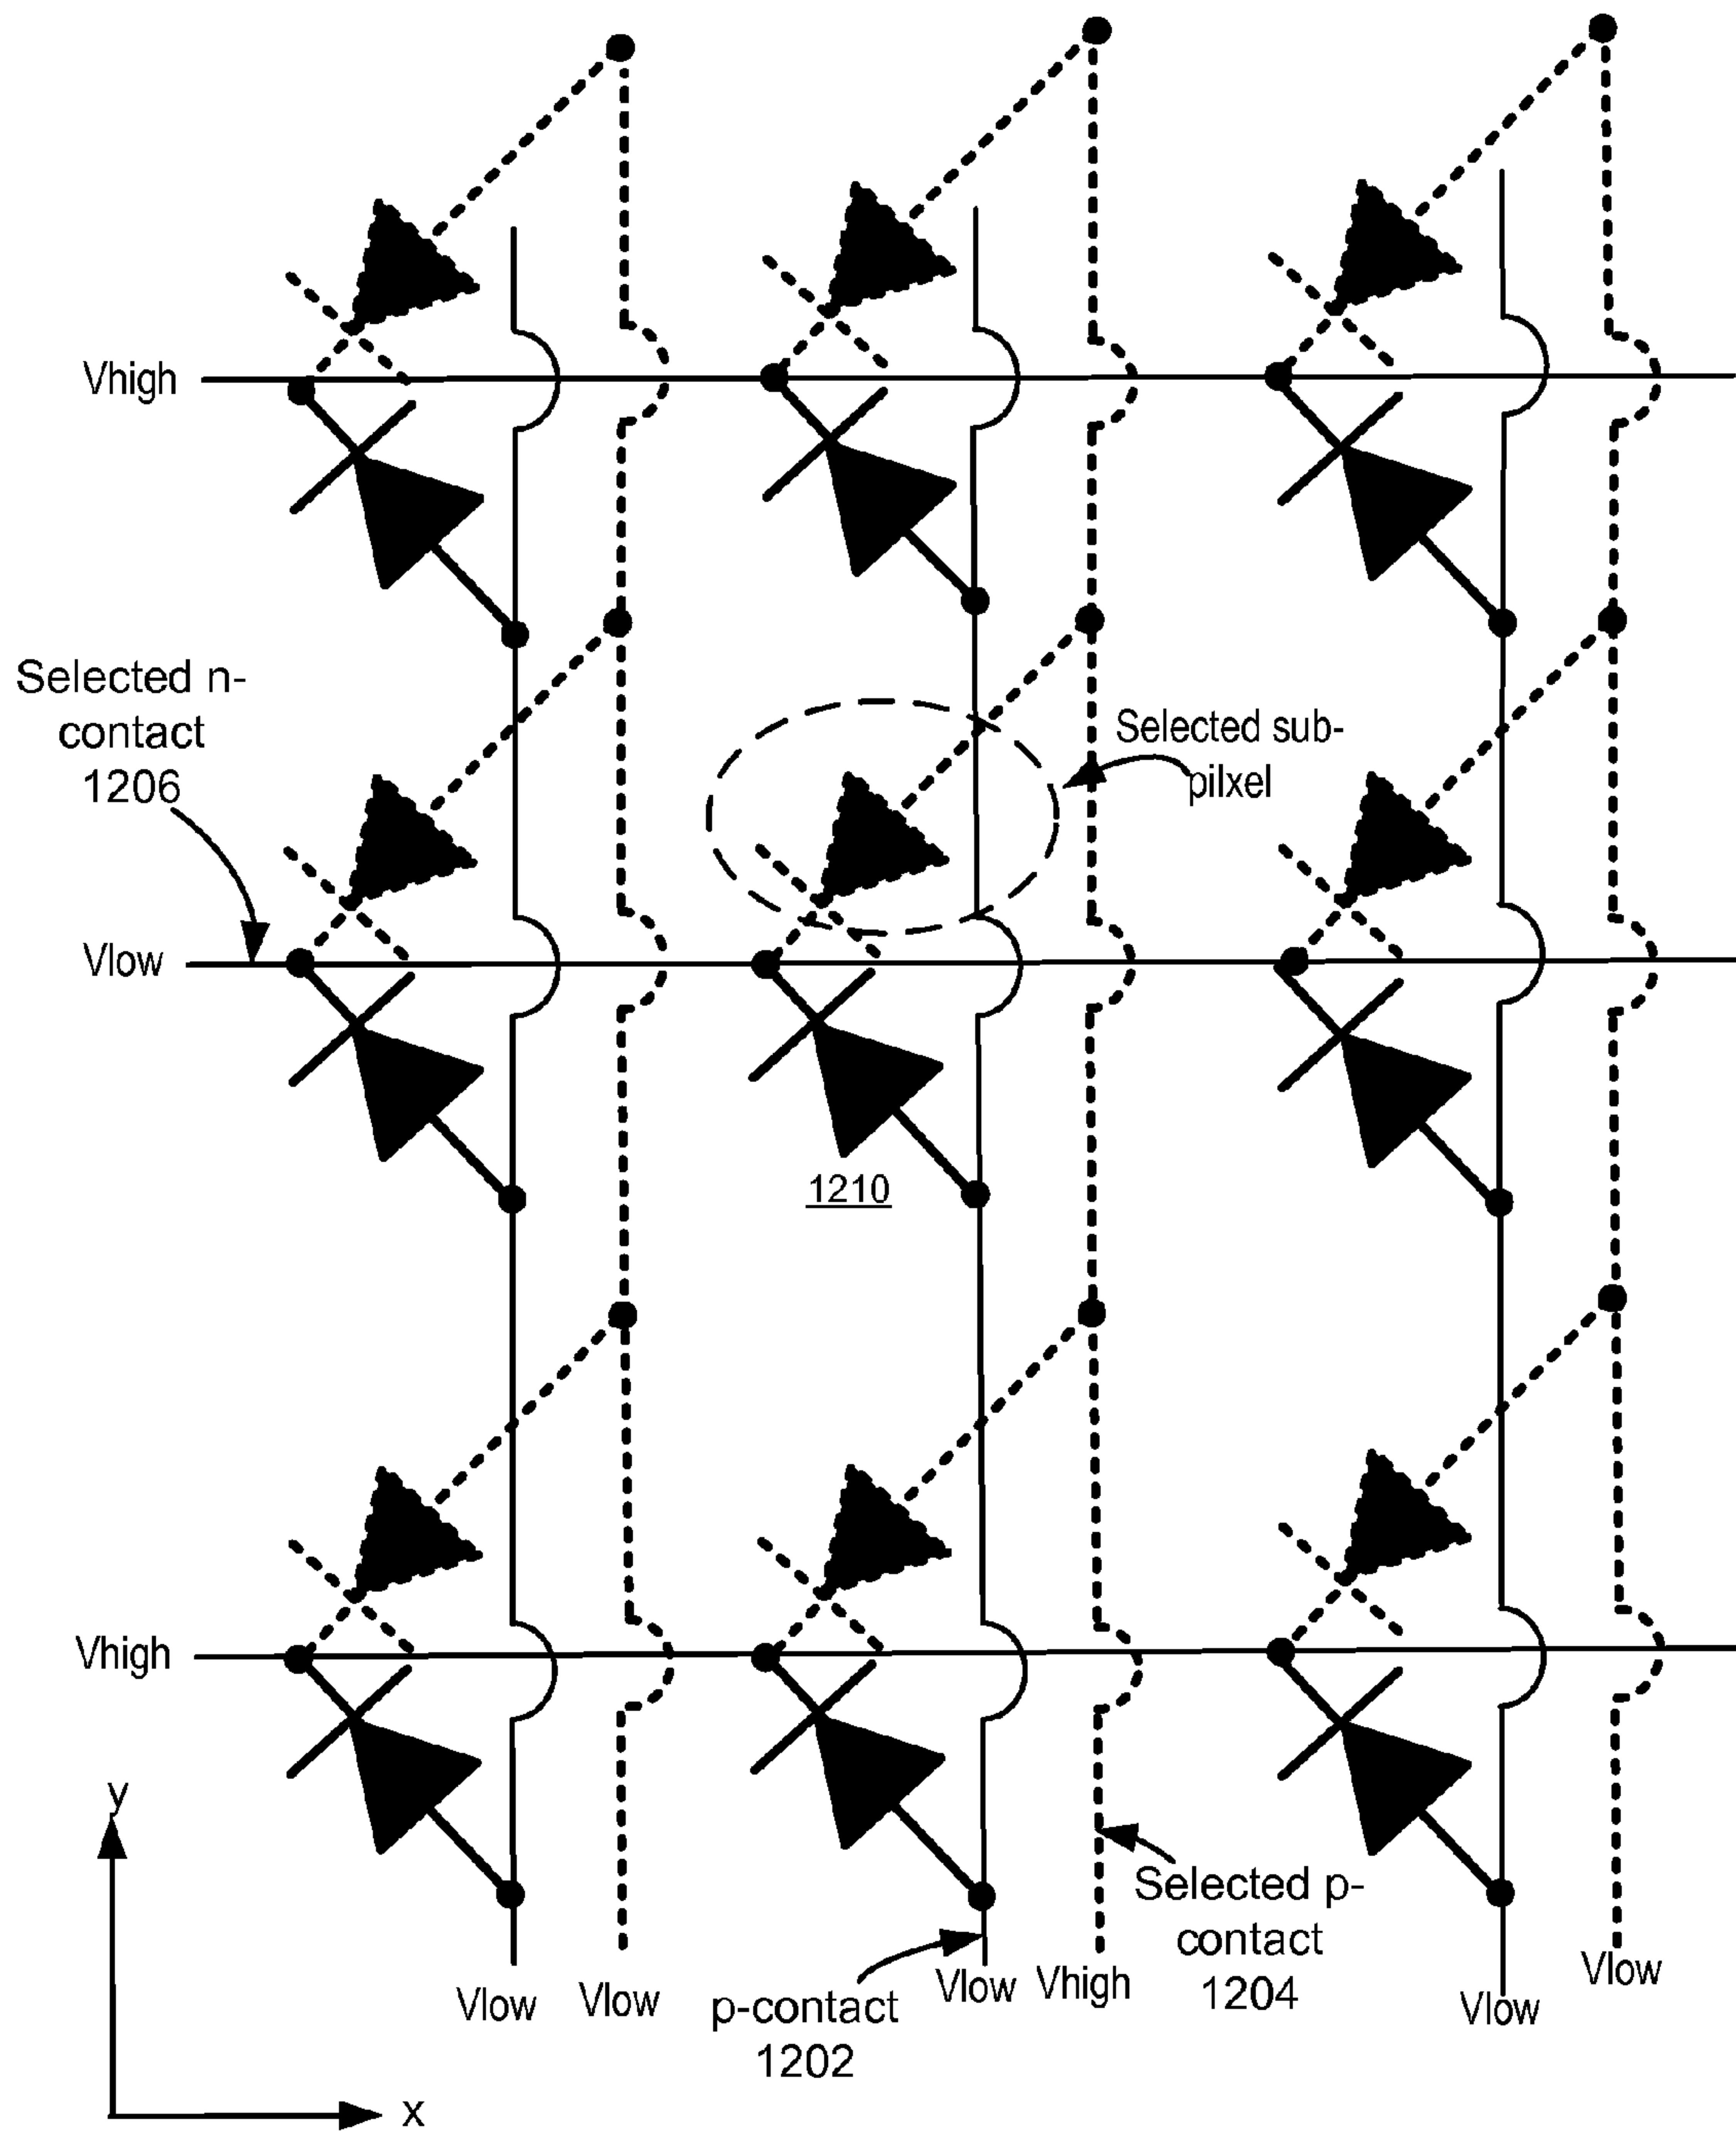 Vhigh
Selected n-
contact
1206
Selected sub-
pilxel
Vlow
1210
Vhigh
y
Selected p-
contact
1204
Vlow
Vlow
p-contact
1202
Vlow
Vhigh
Vlow
Vlow
x